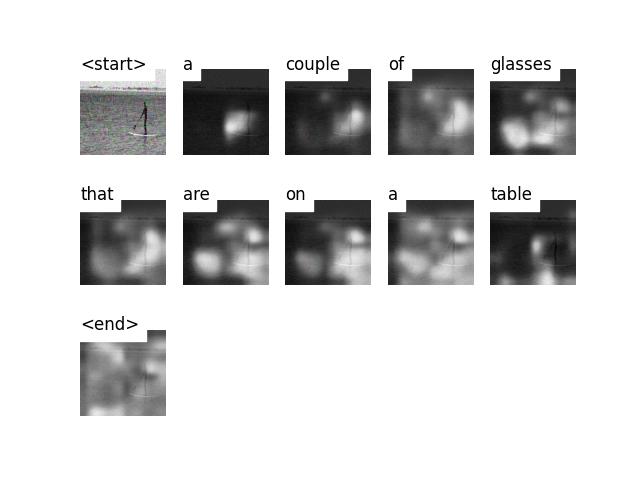 <start> a couple of glasses
that are on a table
<end>